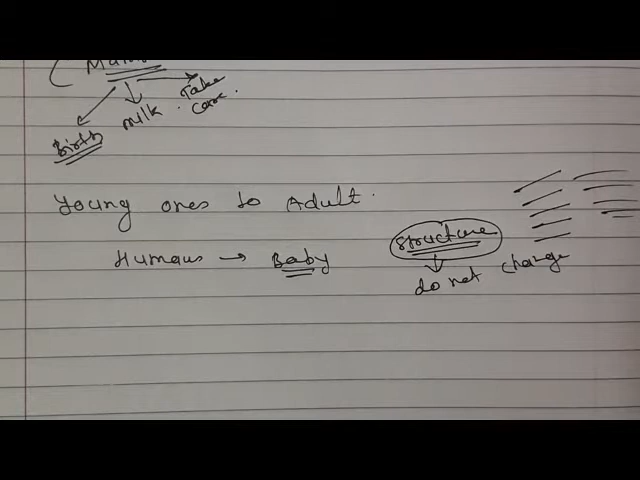 Birth milk Take care.
Young ones to Adult.
Humans → Baby structure
do not change